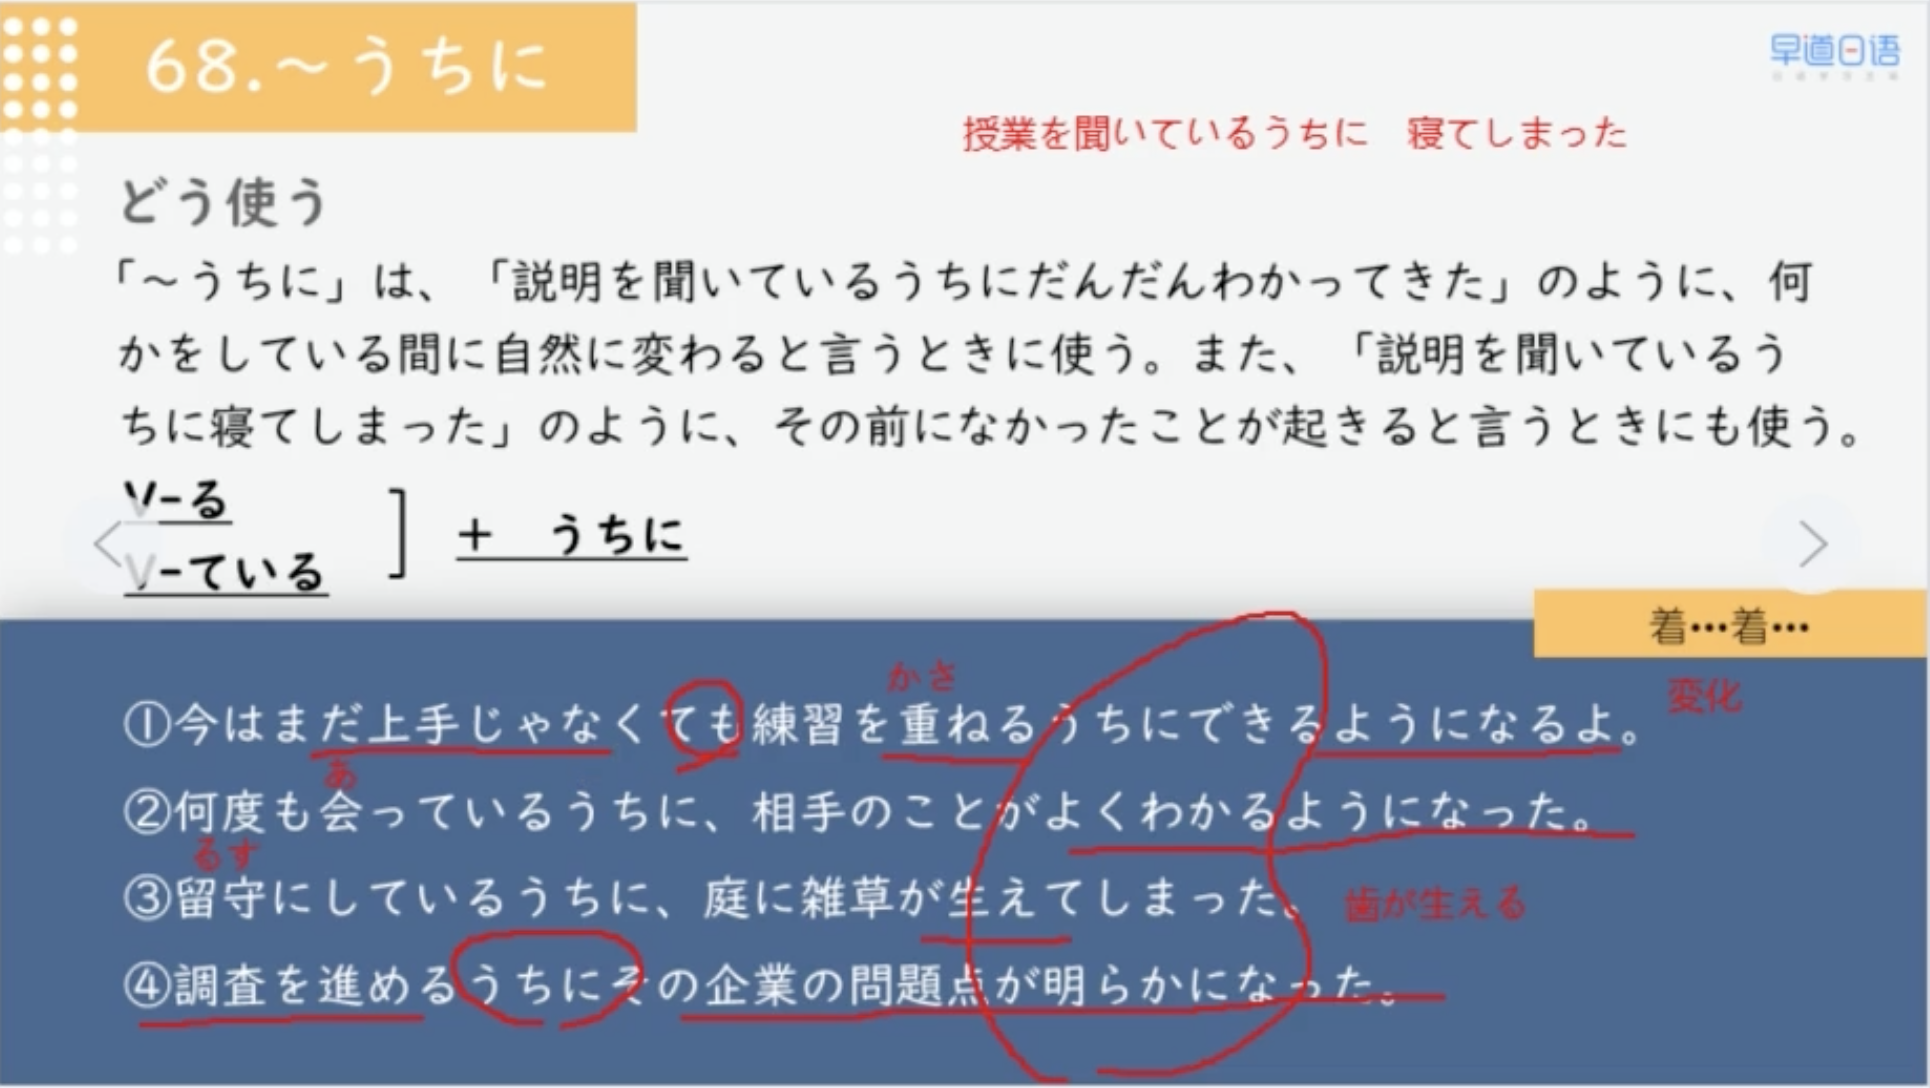 68.～うちに
早道日语
授業を聞いているうちに　寝てしまった
どう使う
「～うちに」は、「説明を聞いているうちにだんだんわかってきた」のように、何
かをしている間に自然に変わると言うときに使う。また、「説明を聞いているう
ちに寝てしまった」のように、その前になかったことが起きると言うときにも使う。
V-る
V-ている
＋　うちに
着…着…
かさ
変化
①今はまだ上手じゃなくても練習を重ねるうちにできるようになるよ。
あ
②何度も会っているうちに、相手のことがよくわかるようになった。
るす
③留守にしているうちに、庭に雑草が生えてしまった。
歯が生える
④調査を進めるうちにその企業の問題点が明らかになった。